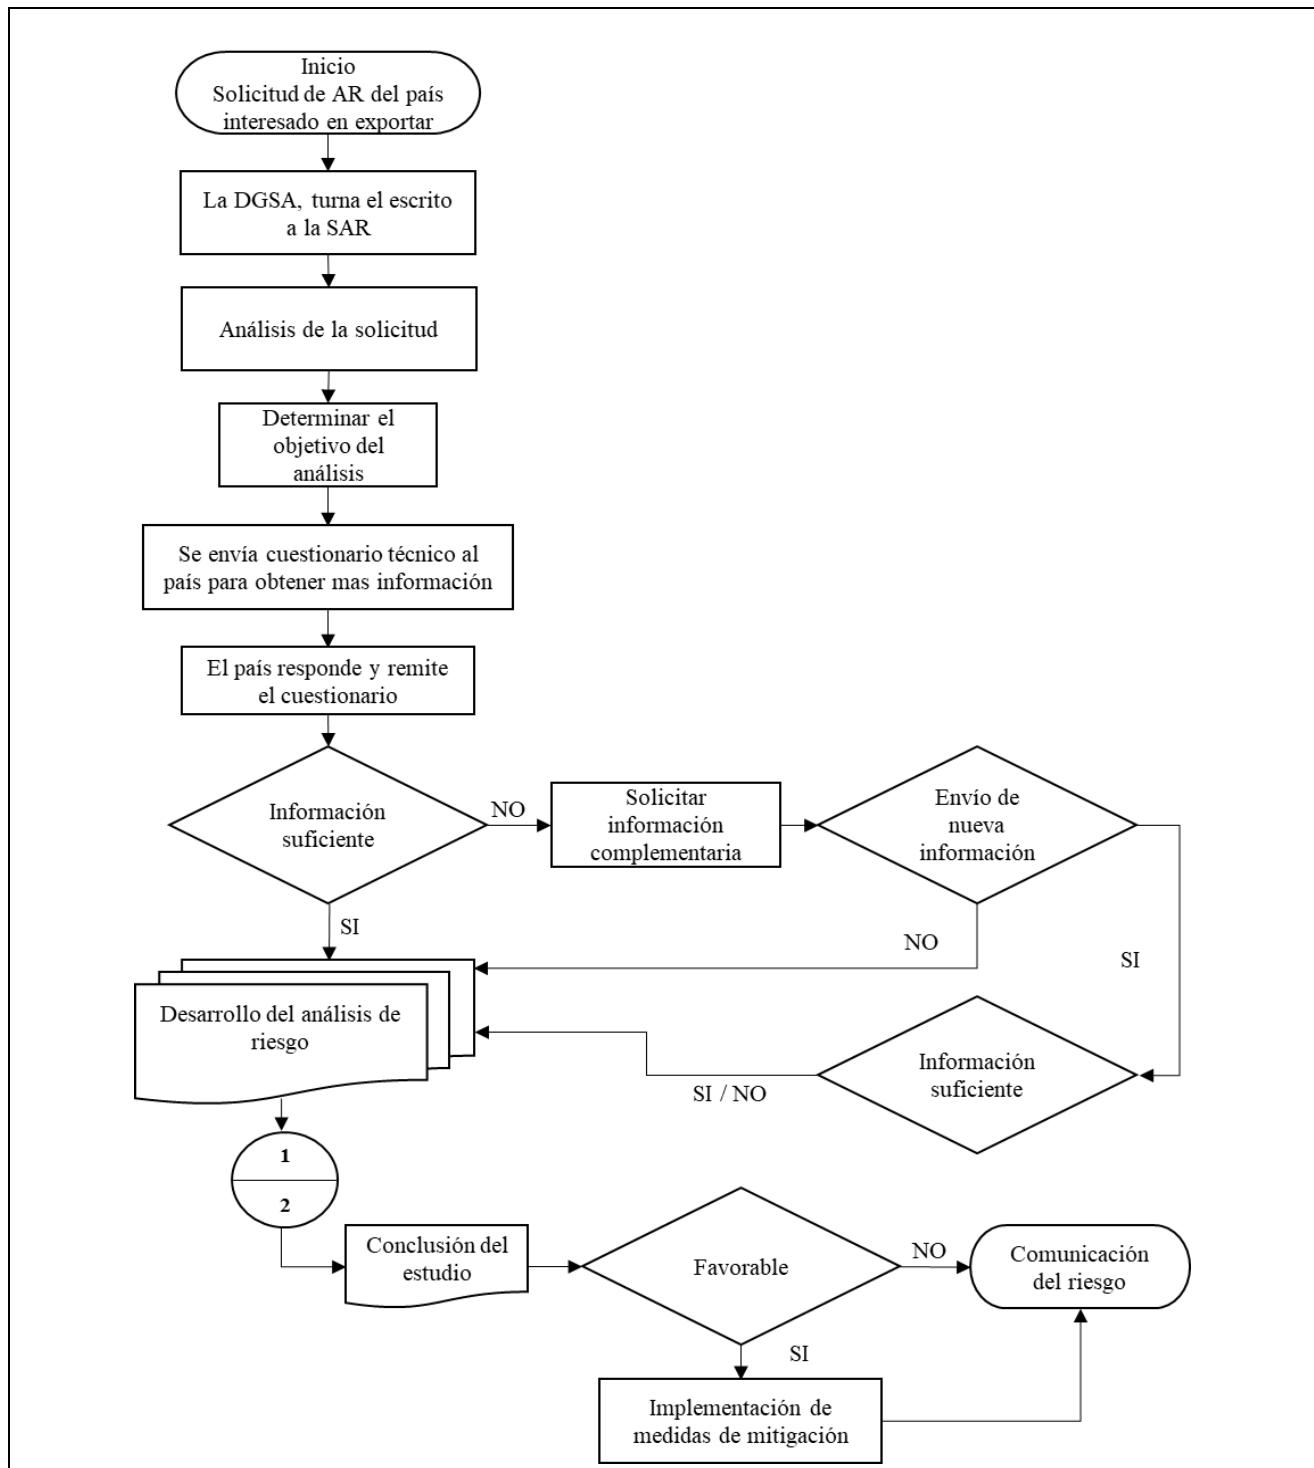 Inicio
Solicitud de AR del país
interesado en exportar
La DGSA, turna el escrito
a la SAR
Análisis de la solicitud
Determinar el
objetivo del
análisis
Se envía cuestionario técnico al
país para obtener mas información
El país responde y remite
el cuestionario
Información
suficiente
NO
Solicitar
información
complementaria
Envío de
nueva
información
SI
NO
SI
Desarrollo del análisis de
riesgo
Información
suficiente
SI / NO
1
2
Conclusión del
estudio
Favorable
NO
Comunicación
del riesgo
SI
Implementación de
medidas de mitigación